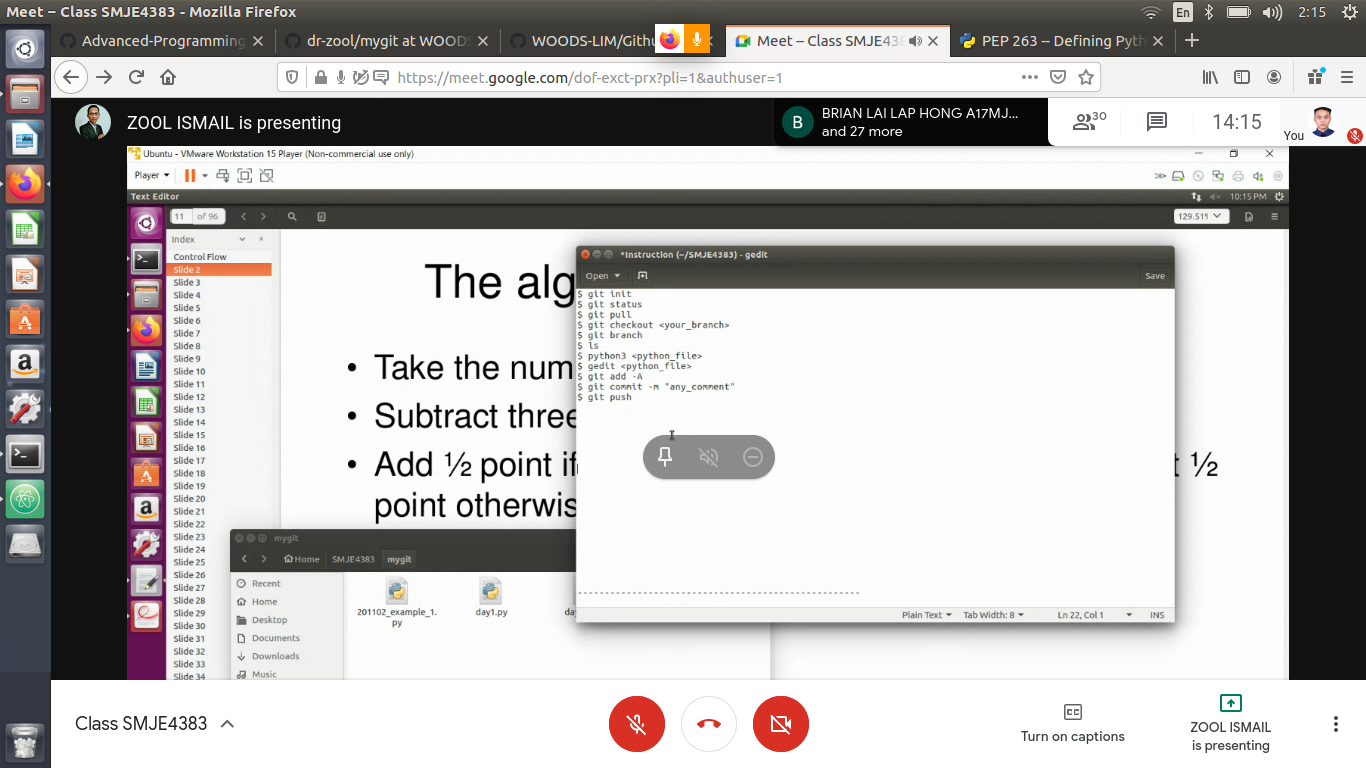 Meet – Class SMJE4383 - Mozilla Firefox
En
2:15
Advanced-Programming
dr-zool/mygit at WOODS
WOODS-LIM/Githu
Meet – Class SMJE438
PEP 263 -- Defining Pyth
https://meet.google.com/dof-exct-prx?pli=1&authuser=1
ZOOL ISMAIL is presenting
B
BRIAN LAI LAP HONG A17MJ...
and 27 more
30
14:15
You
Ubuntu - VMware Workstation 15 Player (Non-commercial use only)
Player
Text Editor
10:15 PM
11 of 96
129.51%
Index
Control Flow
Slide 2
Slide 3
Slide 4
Slide 5
Slide 6
Slide 7
Slide 8
Slide 9
Slide 10
Slide 11
Slide 12
Slide 13
Slide 14
Slide 15
Slide 16
Slide 17
Slide 18
Slide 19
Slide 20
Slide 21
Slide 22
Slide 23
Slide 24
Slide 25
Slide 26
Slide 27
Slide 28
Slide 29
Slide 30
Slide 31
Slide 32
Slide 33
Slide 34
The alg
• Take the num
• Subtract three
• Add ½ point if
t ½
point otherwis
*Instruction (~/SMJE4383) - gedit
Open
Save
$ git init
$ git status
$ git pull
$ git checkout <your_branch>
$ git branch
$ ls
$ python3 <python_file>
$ gedit <python_file>
$ git add -A
$ git commit -m "any_comment"
$ git push
--------------------------------------------------
Plain Text
Tab Width: 8
Ln 22, Col 1
INS
mygit
Home
SMJE4383
mygit
Recent
Home
Desktop
Documents
Downloads
Music
201102_example_1.
py
day1.py
da
Class SMJE4383
CC
Turn on captions
ZOOL ISMAIL
is presenting